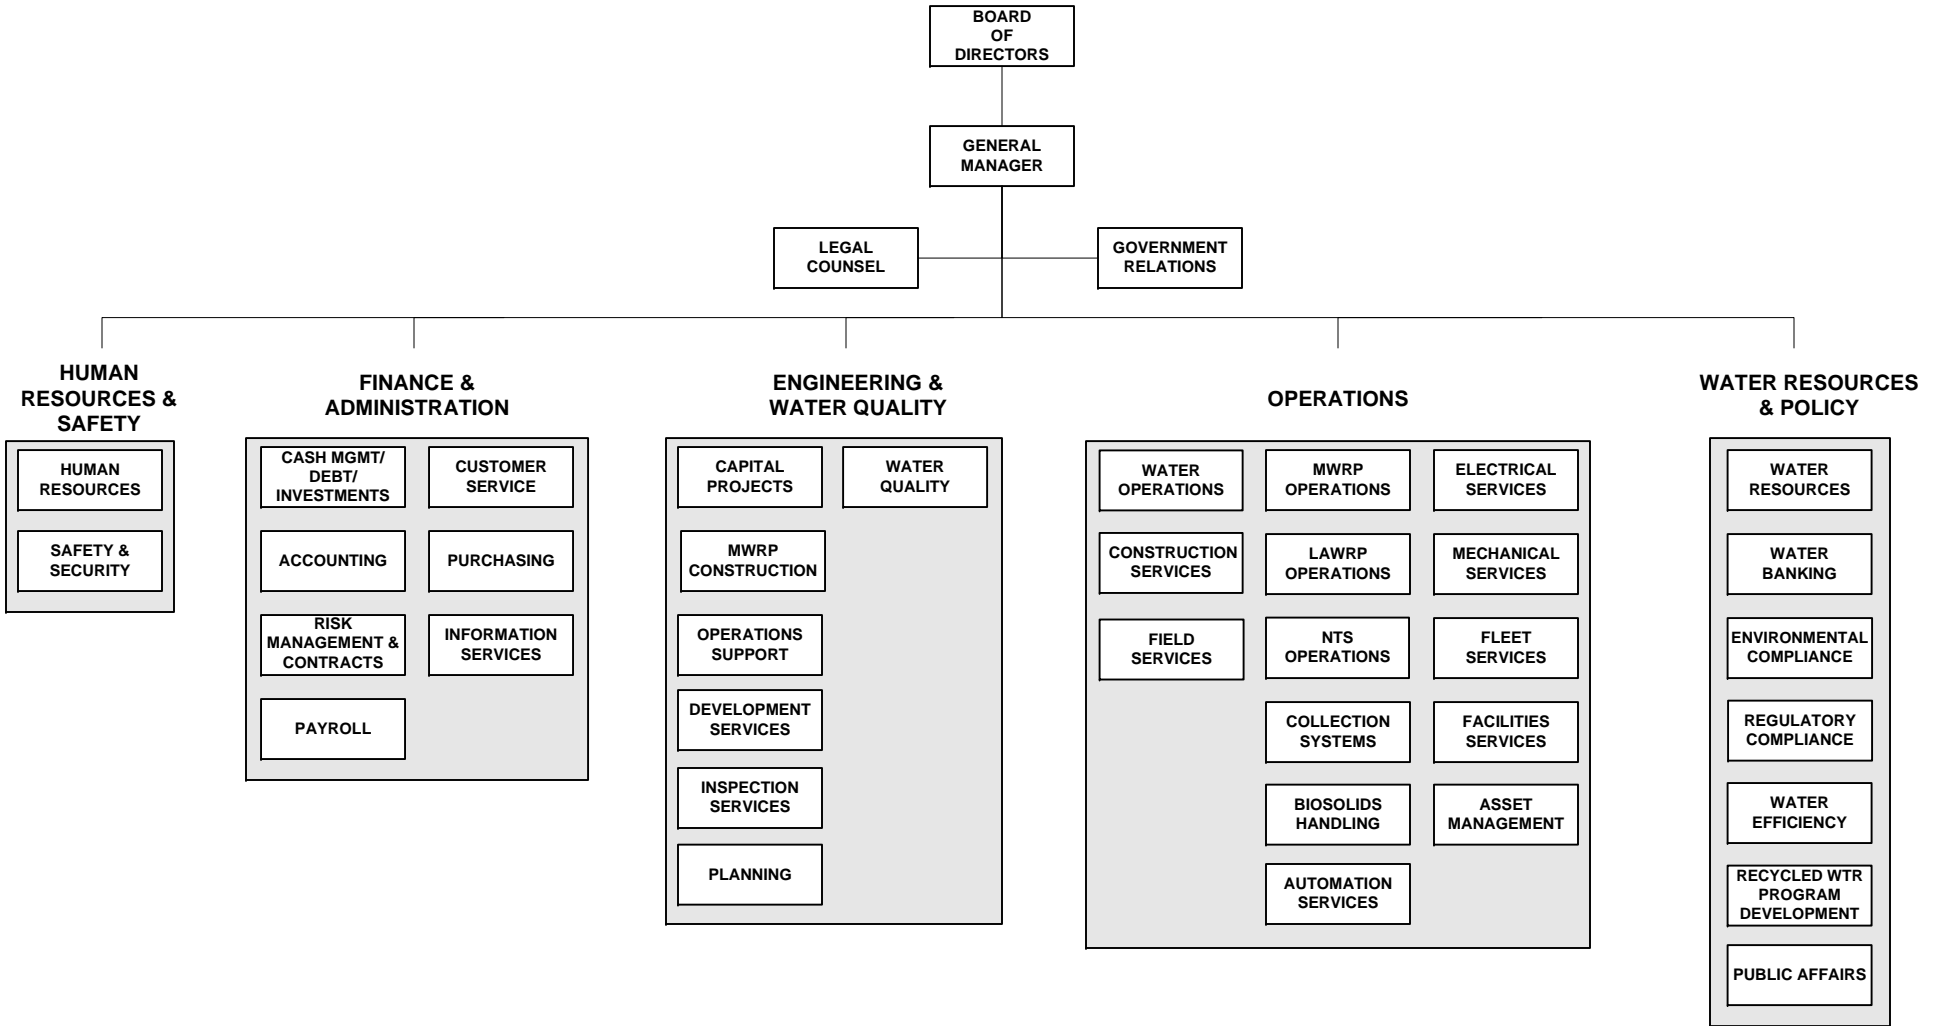 BOARD
OF
DIRECTORS
GENERAL
MANAGER
LEGAL
COUNSEL
GOVERNMENT
RELATIONS
HUMAN
RESOURCES &
SAFETY
HUMAN
RESOURCES
SAFETY &
SECURITY
FINANCE &
ADMINISTRATION
CASH MGMT/
DEBT/
INVESTMENTS
ACCOUNTING
RISK
MANAGEMENT &
CONTRACTS
PAYROLL
CUSTOMER
SERVICE
PURCHASING
INFORMATION
SERVICES
ENGINEERING &
WATER QUALITY
CAPITAL
PROJECTS
MWRP
CONSTRUCTION
OPERATIONS
SUPPORT
DEVELOPMENT
SERVICES
INSPECTION
SERVICES
PLANNING
WATER
QUALITY
OPERATIONS
WATER
OPERATIONS
CONSTRUCTION
SERVICES
FIELD
SERVICES
MWRP
OPERATIONS
LAWRP
OPERATIONS
NTS
OPERATIONS
COLLECTION
SYSTEMS
BIOSOLIDS
HANDLING
AUTOMATION
SERVICES
ELECTRICAL
SERVICES
MECHANICAL
SERVICES
FLEET
SERVICES
FACILITIES
SERVICES
ASSET
MANAGEMENT
WATER RESOURCES
& POLICY
WATER
RESOURCES
WATER
BANKING
ENVIRONMENTAL
COMPLIANCE
REGULATORY
COMPLIANCE
WATER
EFFICIENCY
RECYCLED WTR
PROGRAM
DEVELOPMENT
PUBLIC AFFAIRS